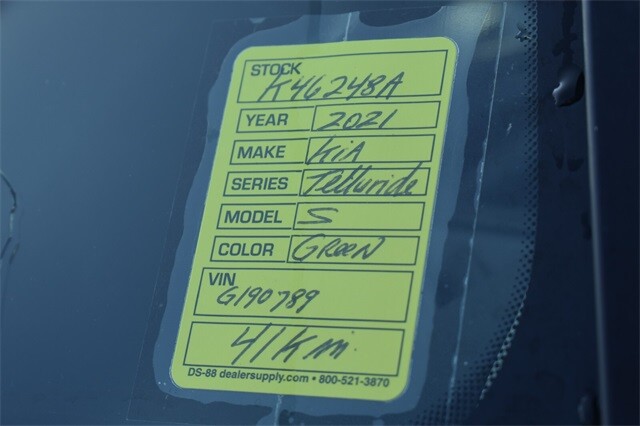 STOCK
K46248A
YEAR 2021
MAKE KiA
SERIES Telluride
MODEL S
COLOR GReeN
VIN
G190789
41Km
DS-88 dealersupply.com • 800-521-3870